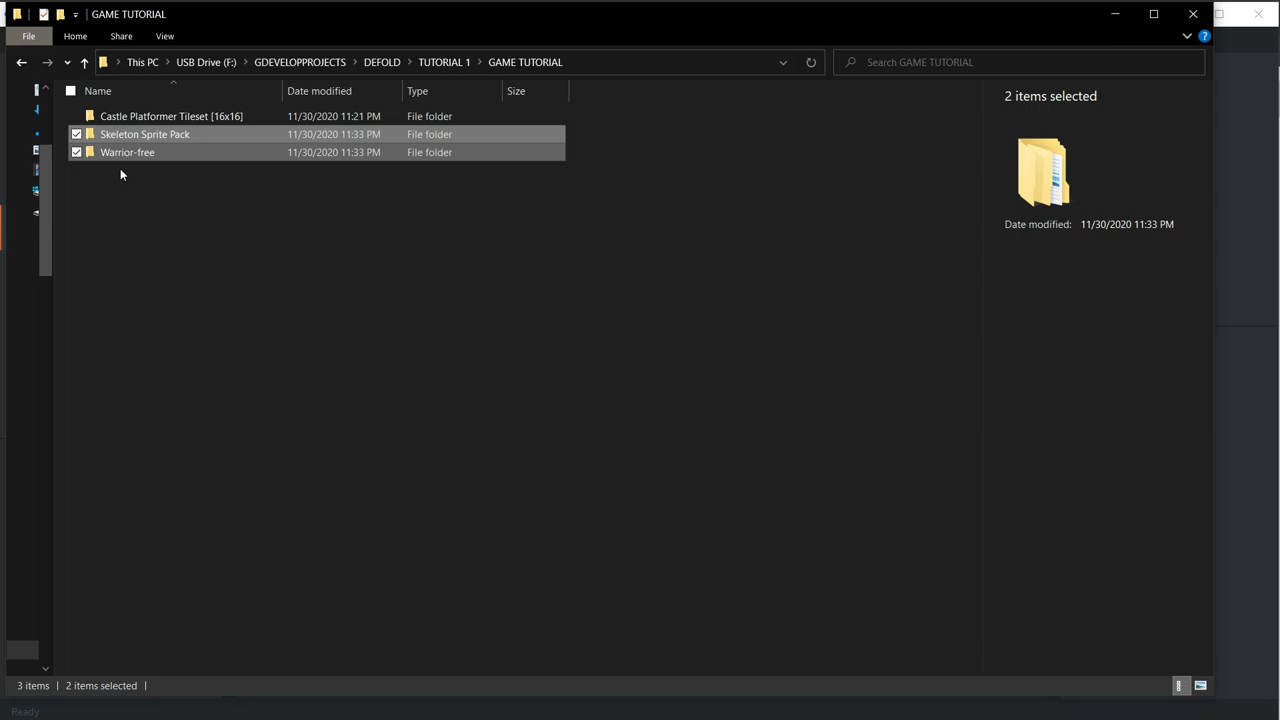 GAME TUTORIAL
File Home Share View
This PC USB Drive (F:) GDEVELOPPROJECTS DEFOLD TUTORIAL 1 GAME TUTORIAL Search GAME TUTORIAL
Name Date modified Type Size
Castle Platformer Tileset [16x16] 11/30/2020 11:21 PM File folder
Skeleton Sprite Pack 11/30/2020 11:33 PM File folder
Warrior-free 11/30/2020 11:33 PM File folder
2 items selected
Date modified: 11/30/2020 11:33 PM
3 items 2 items selected
Ready